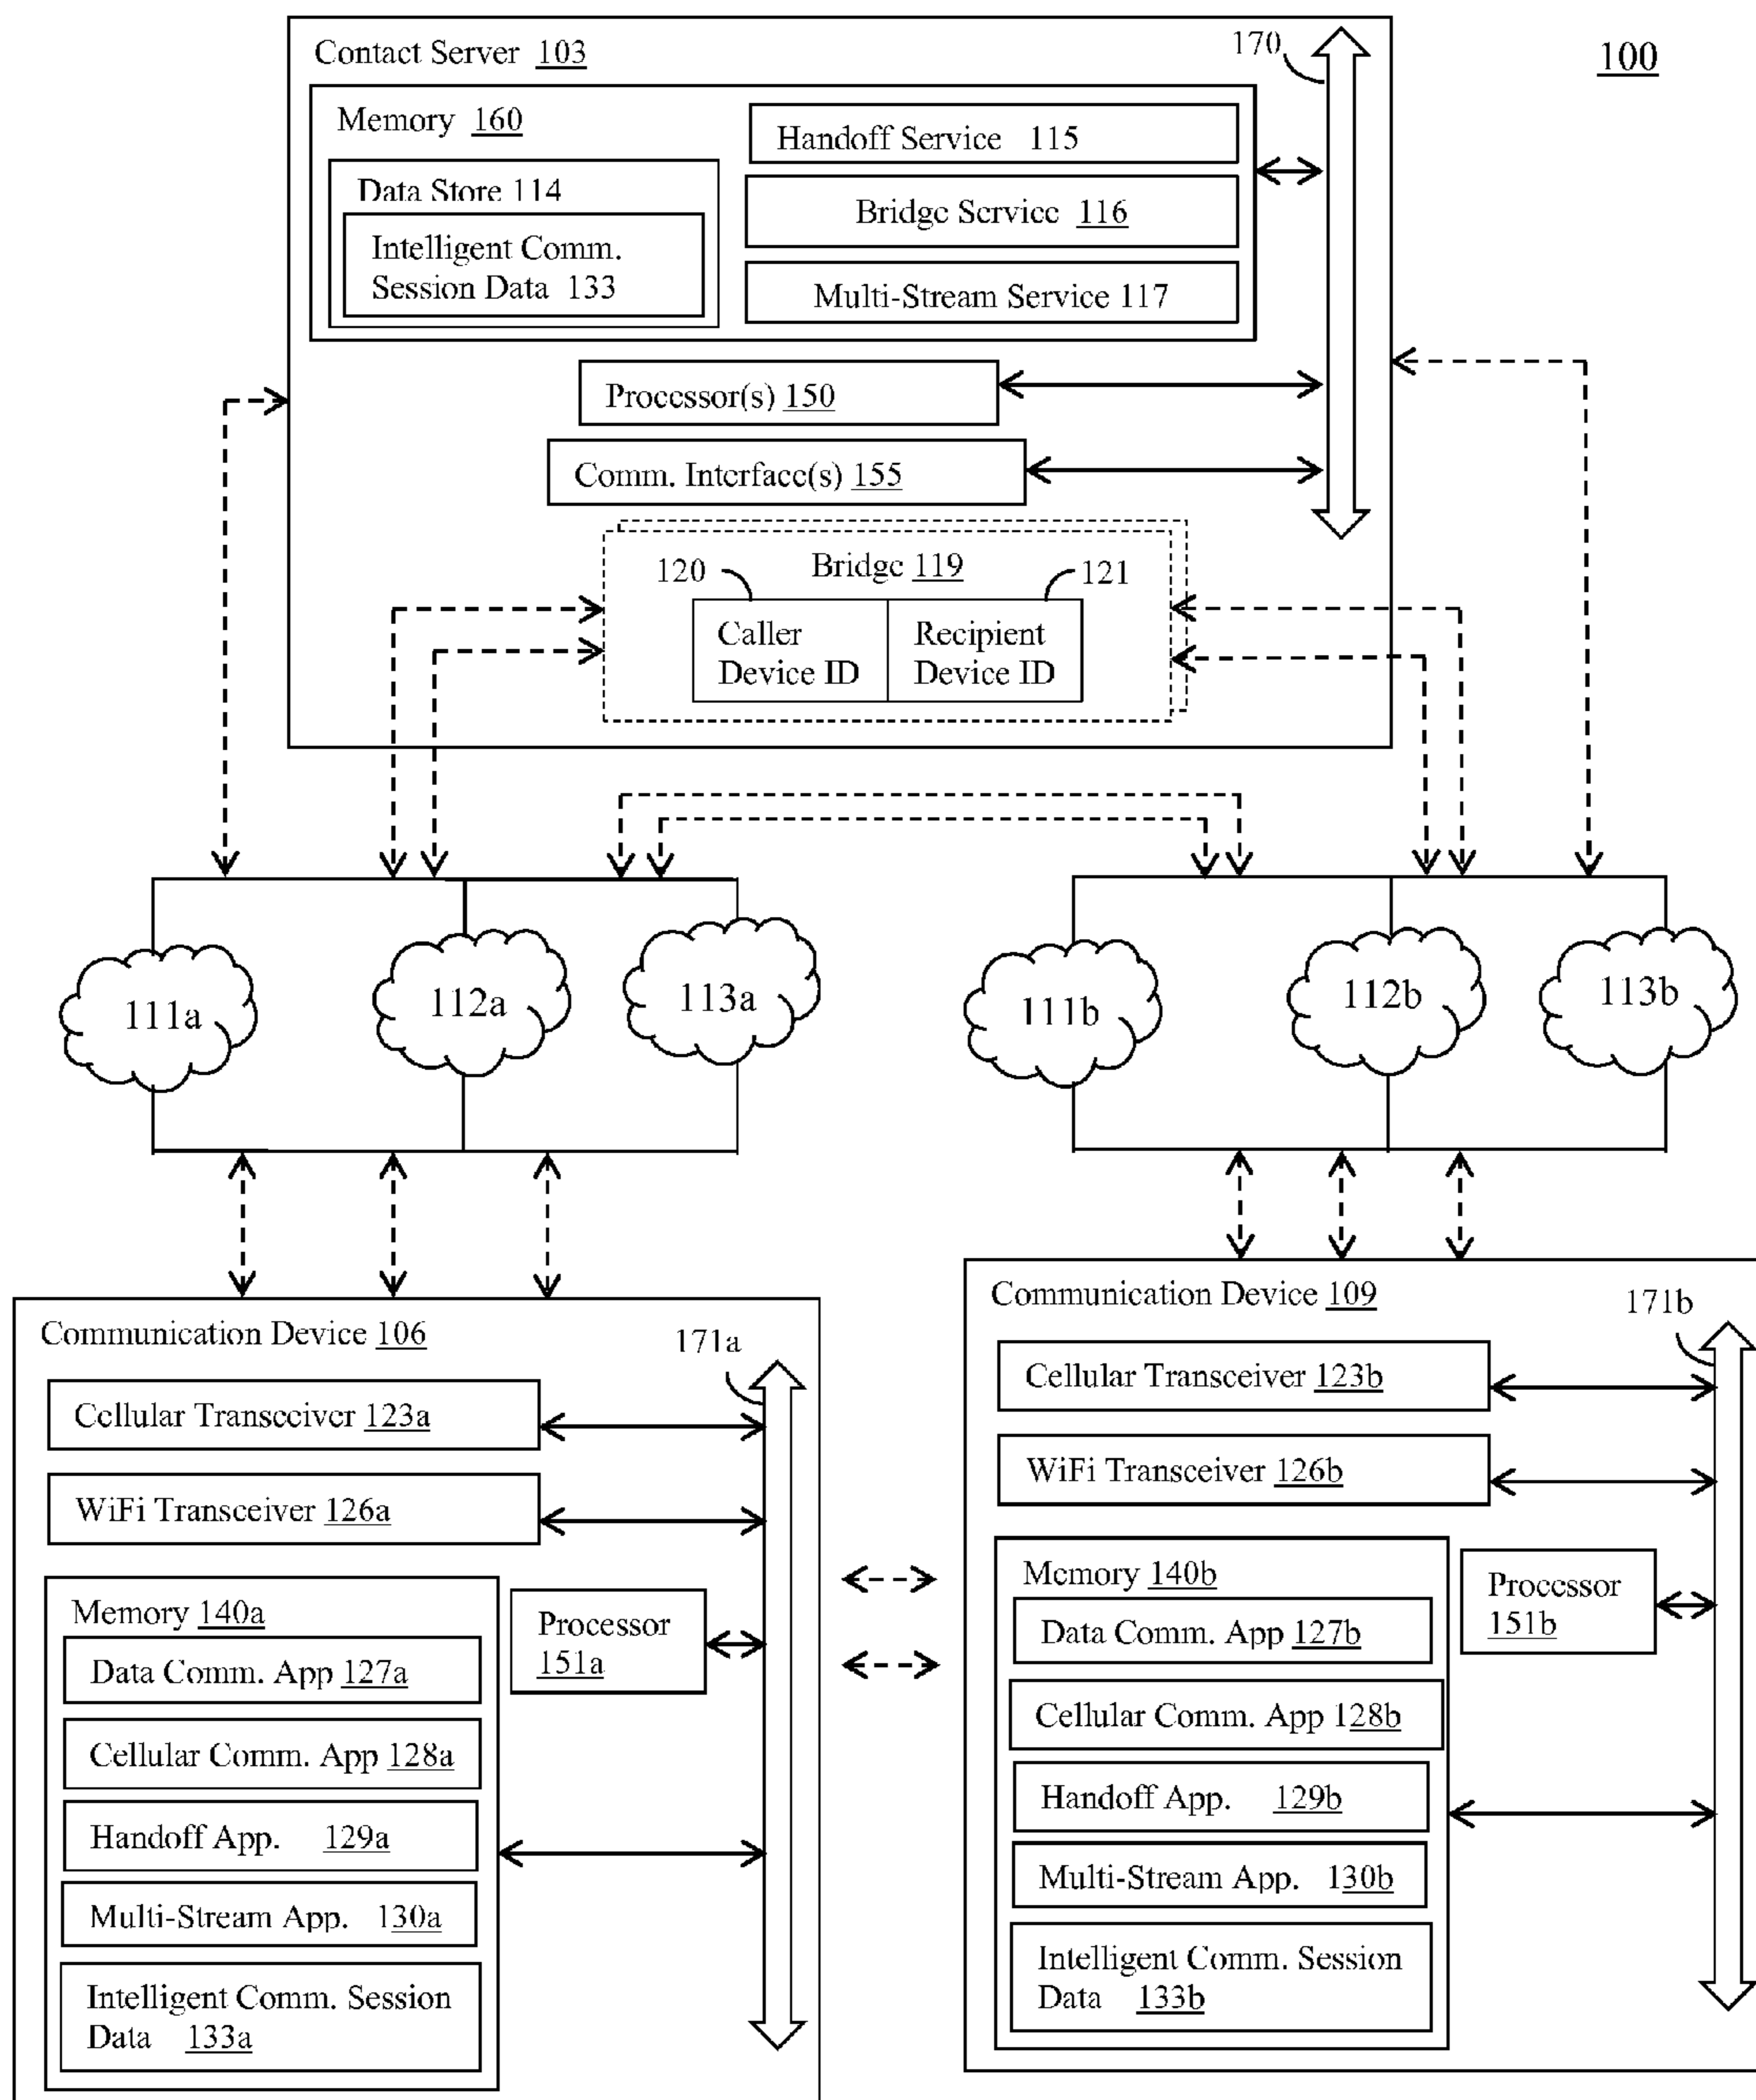 100
Contact Server 103
170
Memory 160
Handoff Service 115
Data Store 114
Bridge Service 116
Intelligent Comm.
Session Data 133
Multi-Stream Service 117
Processor(s) 150
Comm. Interface(s) 155
Bridge 119
120
121
Caller
Device ID
Recipient
Device ID
111a
112a
113a
111b
112b
113b
Communication Device 106
171a
Cellular Transceiver 123a
WiFi Transceiver 126a
Memory 140a
Processor
151a
Data Comm. App 127a
Cellular Comm. App 128a
Handoff App. 129a
Multi-Stream App. 130a
Intelligent Comm. Session
Data 133a
Communication Device 109
171b
Cellular Transceiver 123b
WiFi Transceiver 126b
Memory 140b
Processor
151b
Data Comm. App 127b
Cellular Comm. App 128b
Handoff App. 129b
Multi-Stream App. 130b
Intelligent Comm. Session
Data 133b